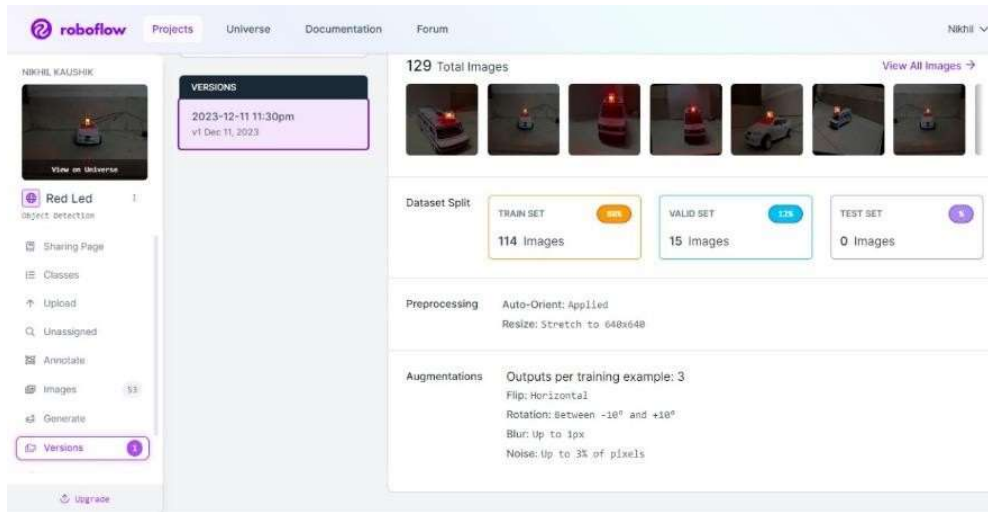 roboflow Projects Universe Documentation Forum Nikhil
NIKHIL KAUSHIK
View on Universe
Red Led
Object Detection
Sharing Page
Classes
Upload
Unassigned
Annotate
Images 53
Generate
Versions 1
Upgrade
VERSIONS
2023-12-11 11:30pm
v1 Dec 11, 2023
129 Total Images View All Images →
Dataset Split
TRAIN SET 88%
114 Images
VALID SET 12%
15 Images
TEST SET
0 Images
Preprocessing
Auto-Orient: Applied
Resize: Stretch to 640x640
Augmentations
Outputs per training example: 3
Flip: Horizontal
Rotation: Between -10° and +10°
Blur: Up to 1px
Noise: Up to 3% of pixels